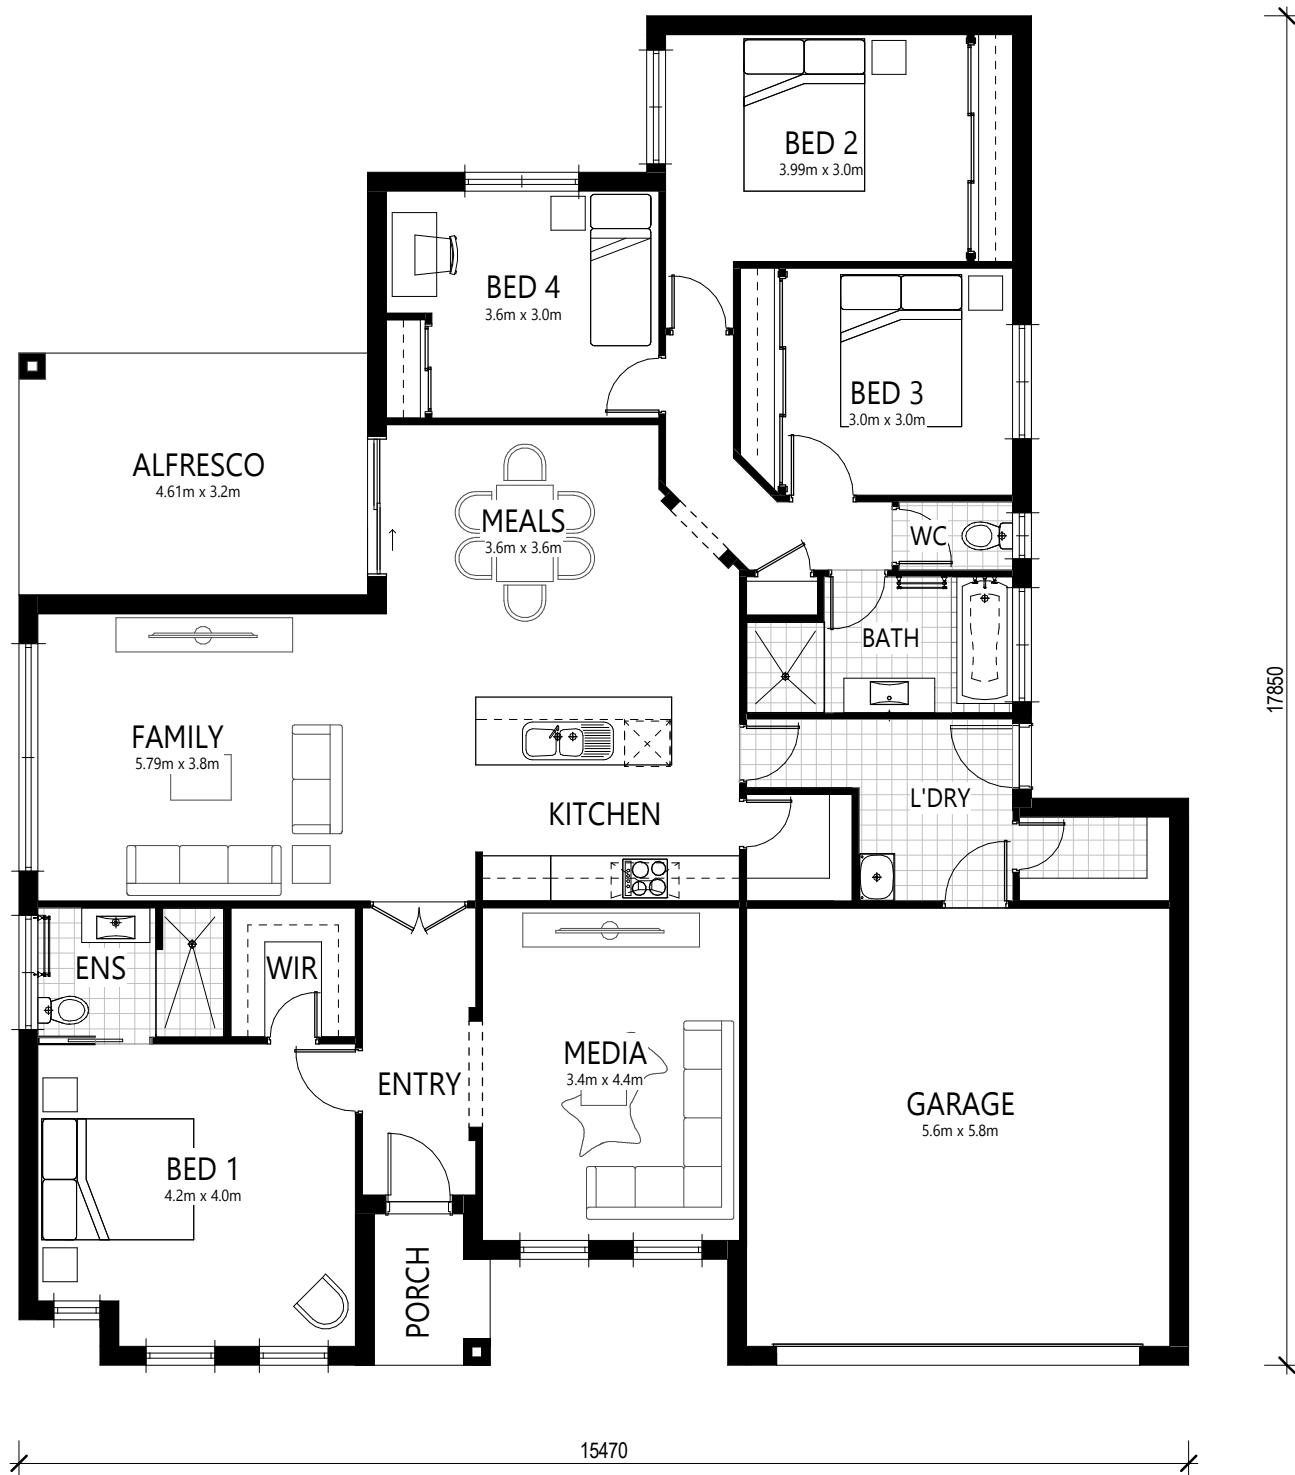 BED 2
3.99m x 3.0m
BED 4
3.6m x 3.0m
BED 3
3.0m x 3.0m
ALFRESCO
4.61m x 3.2m
MEALS
3.6m x 3.6m
WC
BATH
17850
FAMILY
5.79m x 3.8m
L'DRY
KITCHEN
ENS
WIR
MEDIA
3.4m x 4.4m
ENTRY
GARAGE
5.6m x 5.8m
BED 1
4.2m x 4.0m
PORCH
15470